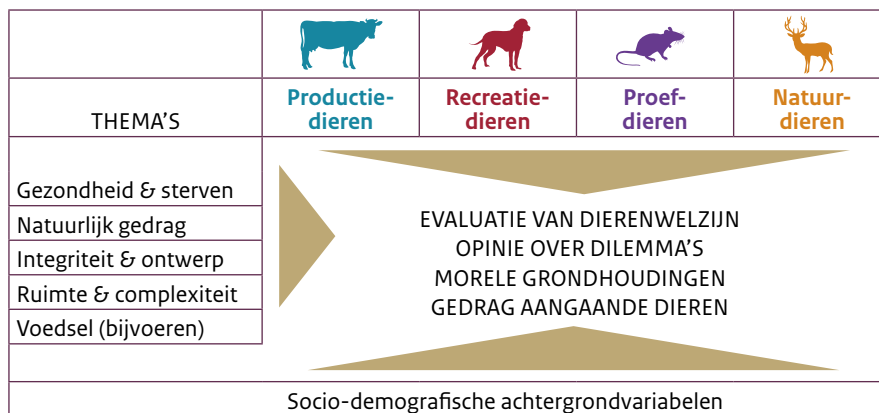 THEMA'S
Productie-
dieren
Recreatie-
dieren
Proef-
dieren
Natuur-
dieren
Gezondheid & sterven
Natuurlijk gedrag
Integriteit & ontwerp
Ruimte & complexiteit
Voedsel (bijvoeren)
EVALUATIE VAN DIERENWELZIJN
OPINIE OVER DILEMMA'S
MORELE GRONDHOUDINGEN
GEDRAG AANGAANDE DIEREN
Socio-demografische achtergrondvariabelen